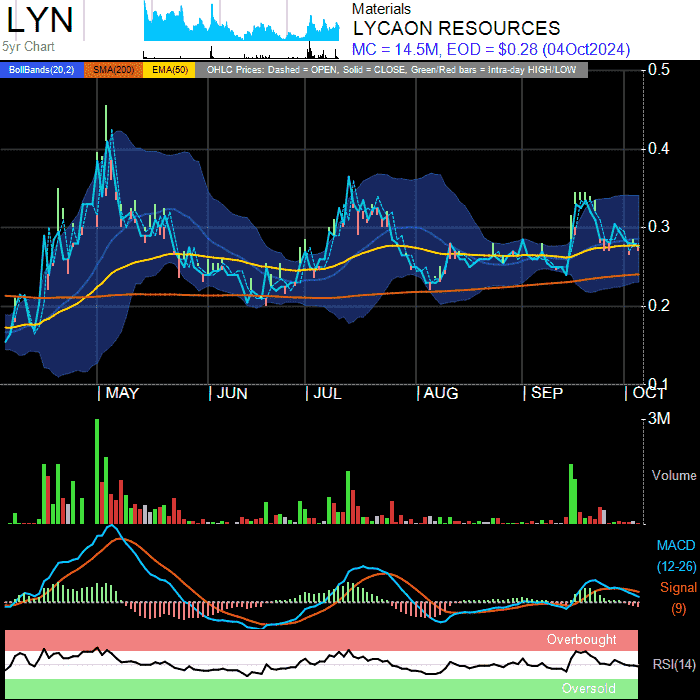 LYN
5yr Chart
Materials
LYCAON RESOURCES
MC = 14.5M, EOD = $0.28 (04Oct2024)
BollBands(20,2) SMA(200) EMA(50) OHLC Prices: Dashed = OPEN, Solid = CLOSE, Green/Red bars = Intra-day HIGH/LOW
0.5
0.4
0.3
0.2
0.1
| MAY | JUN | JUL | AUG | SEP | OCT
3M
Volume
MACD
(12-26)
Signal
(9)
Overbought
RSI(14)
Oversold